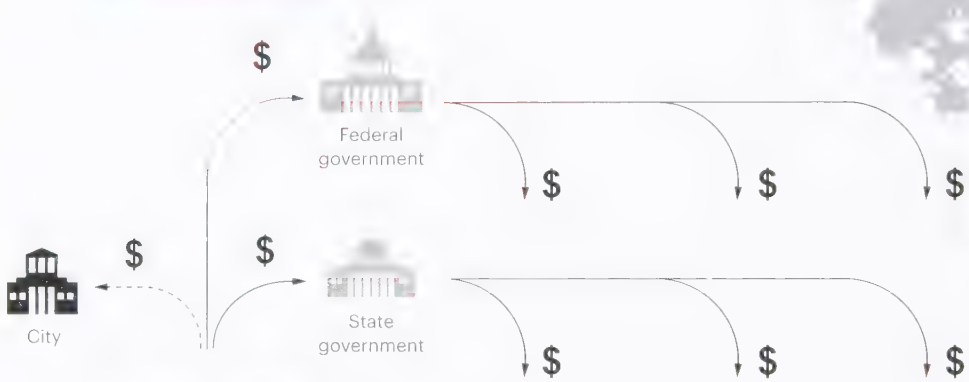 $
Federal
government
$ $ $
$ $
City
State
government
$ $ $